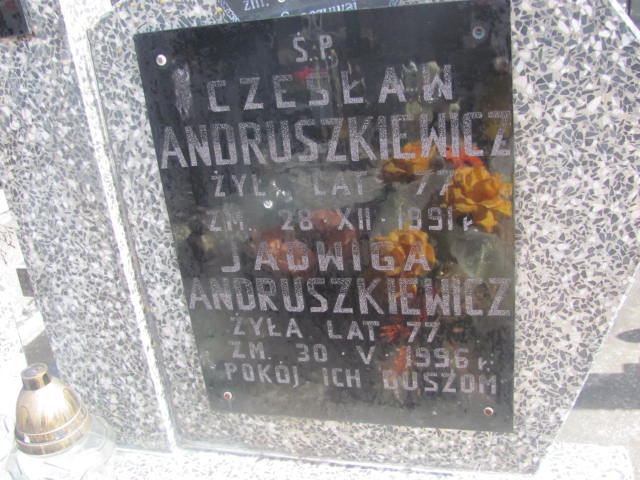 Ś.P.
CZESŁAW
ANDRUSZKIEWICZ
ŻYŁ LAT 77
ZM. 28 · XII · 1991 r.
JADWIGA
ANDRUSZKIEWICZ
ŻYŁA LAT 77
ZM. 30 · V · 1996 r.
POKÓJ ICH DUSZOM